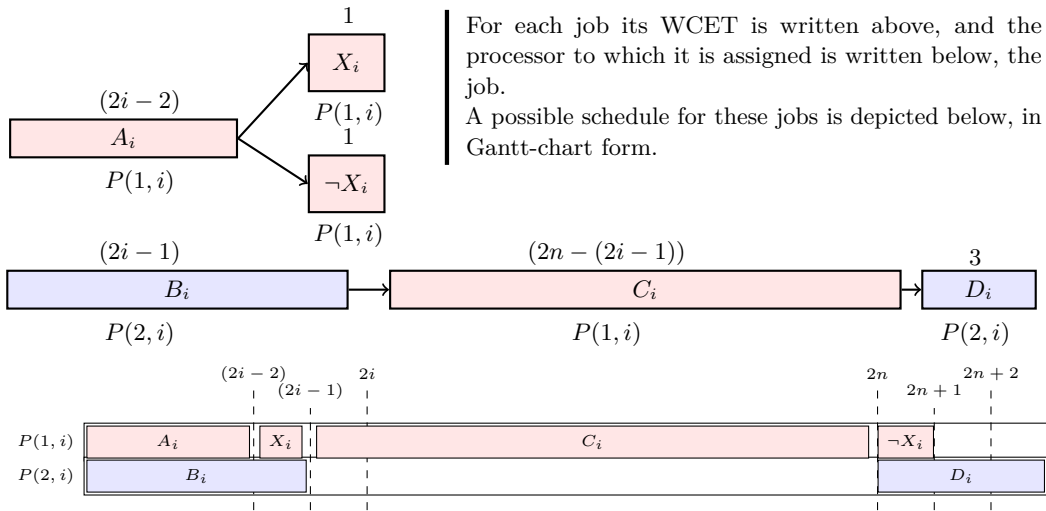 1
X_i
P(1, i)
(2i − 2)
A_i
P(1, i)
1
¬X_i
P(1, i)
For each job its WCET is written above, and the
processor to which it is assigned is written below, the
job.
A possible schedule for these jobs is depicted below, in
Gantt-chart form.
(2i − 1)
B_i
P(2, i)
(2n − (2i − 1))
C_i
P(1, i)
3
D_i
P(2, i)
(2i − 2)
(2i − 1)
2i
2n
2n + 1
2n + 2
P(1, i)
A_i
X_i
C_i
¬X_i
P(2, i)
B_i
D_i